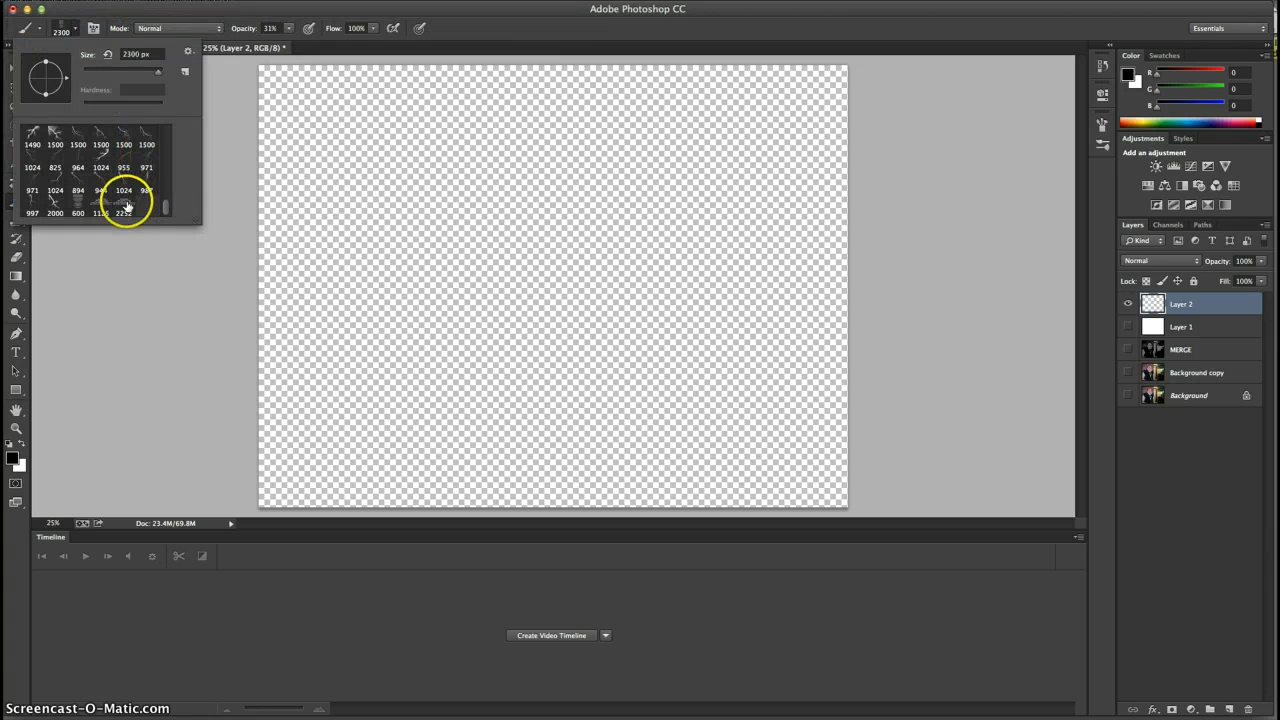 Adobe Photoshop CC
2300 Mode: Normal Opacity: 31% Flow: 100% Essentials
25% (Layer 2, RGB/8) *
Size: 2300 px
Hardness:
1490 1500 1500 1500 1500 1500
1024 825 964 1024 955 971
971 1024 894 1024
997 2000 600
Color Swatches
R 0
G 0
B 0
Adjustments Styles
Add an adjustment
Layers Channels Paths
Kind
Normal Opacity: 100%
Lock: Fill: 100%
Layer 2
Layer 1
MERGE
Background copy
Background
25% Doc: 23.4M/69.8M
Timeline
Create Video Timeline
Screencast-O-Matic.com
fx